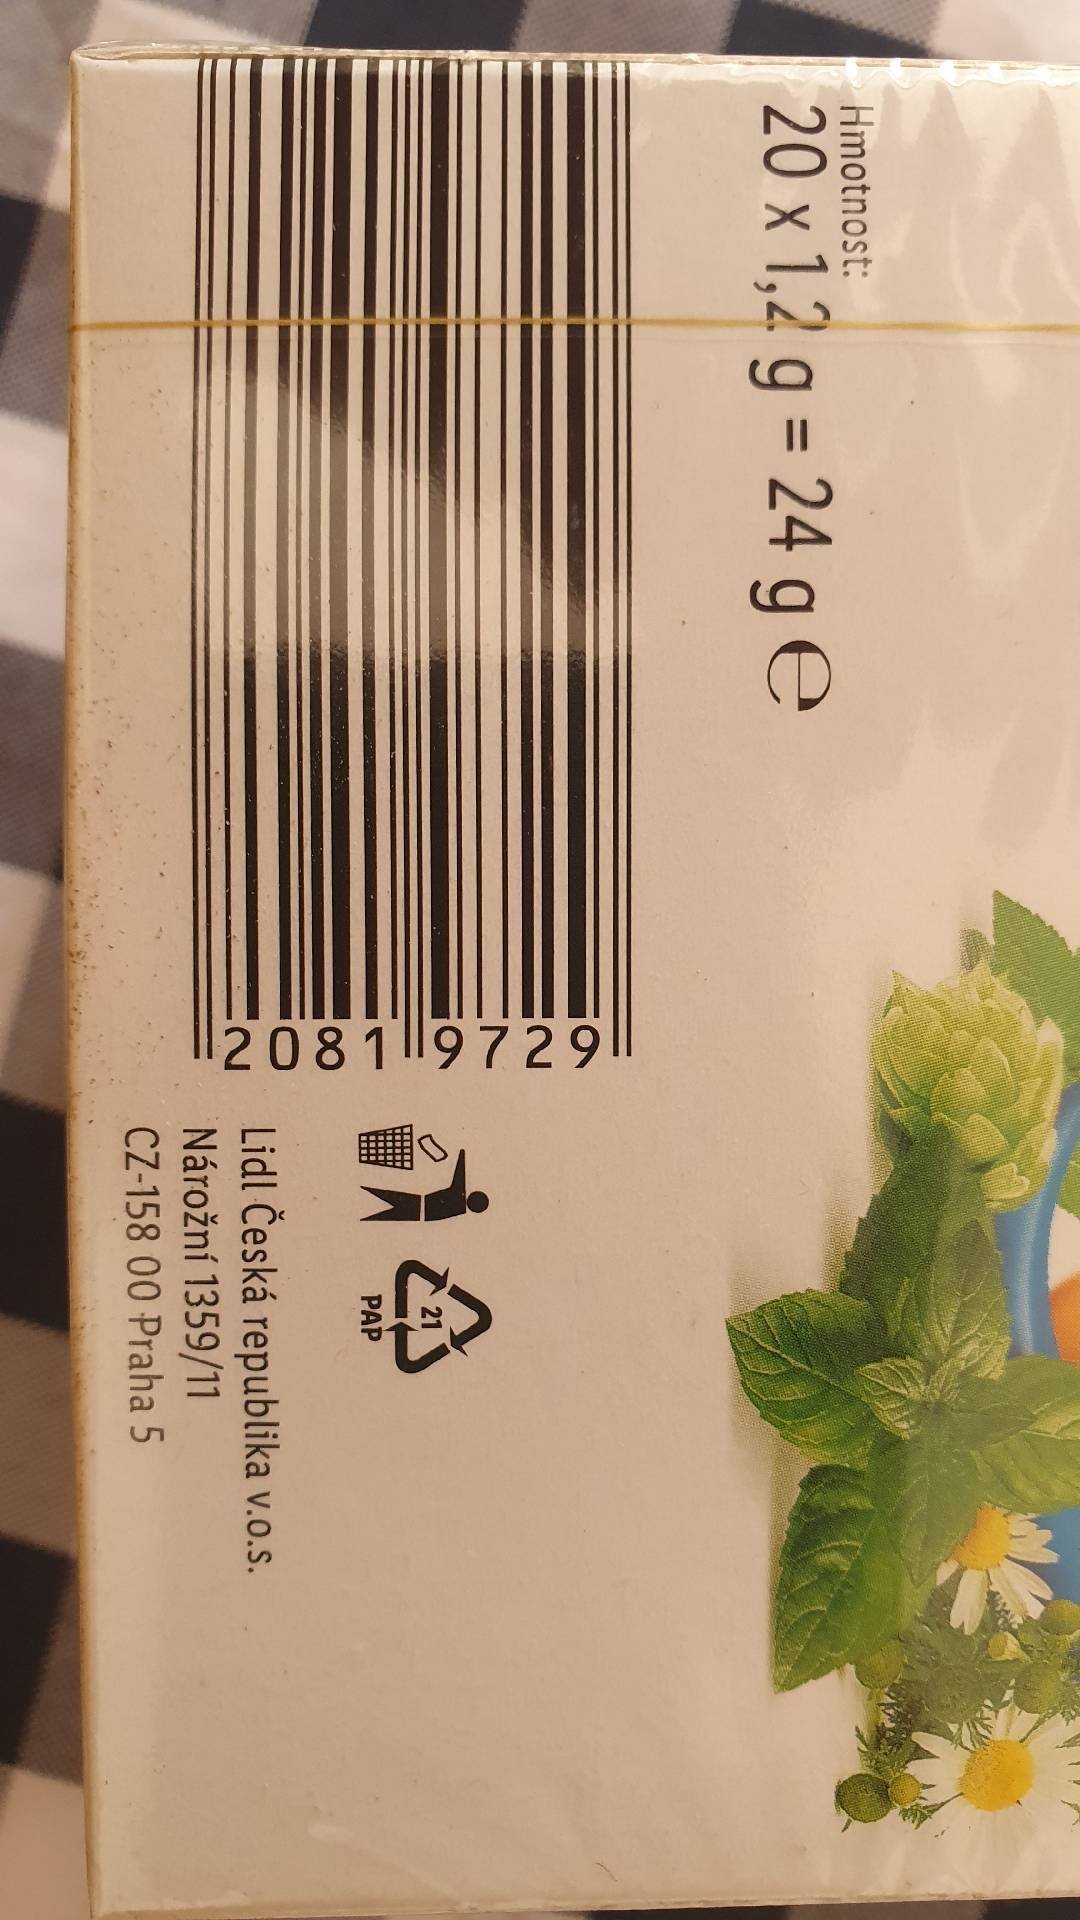 Hmotnost:
20 x 1,2 g = 24 g ℮
2081 9729
21
PAP
Lidl Česká republika v.o.s.
Nárožní 1359/11
CZ-158 00 Praha 5